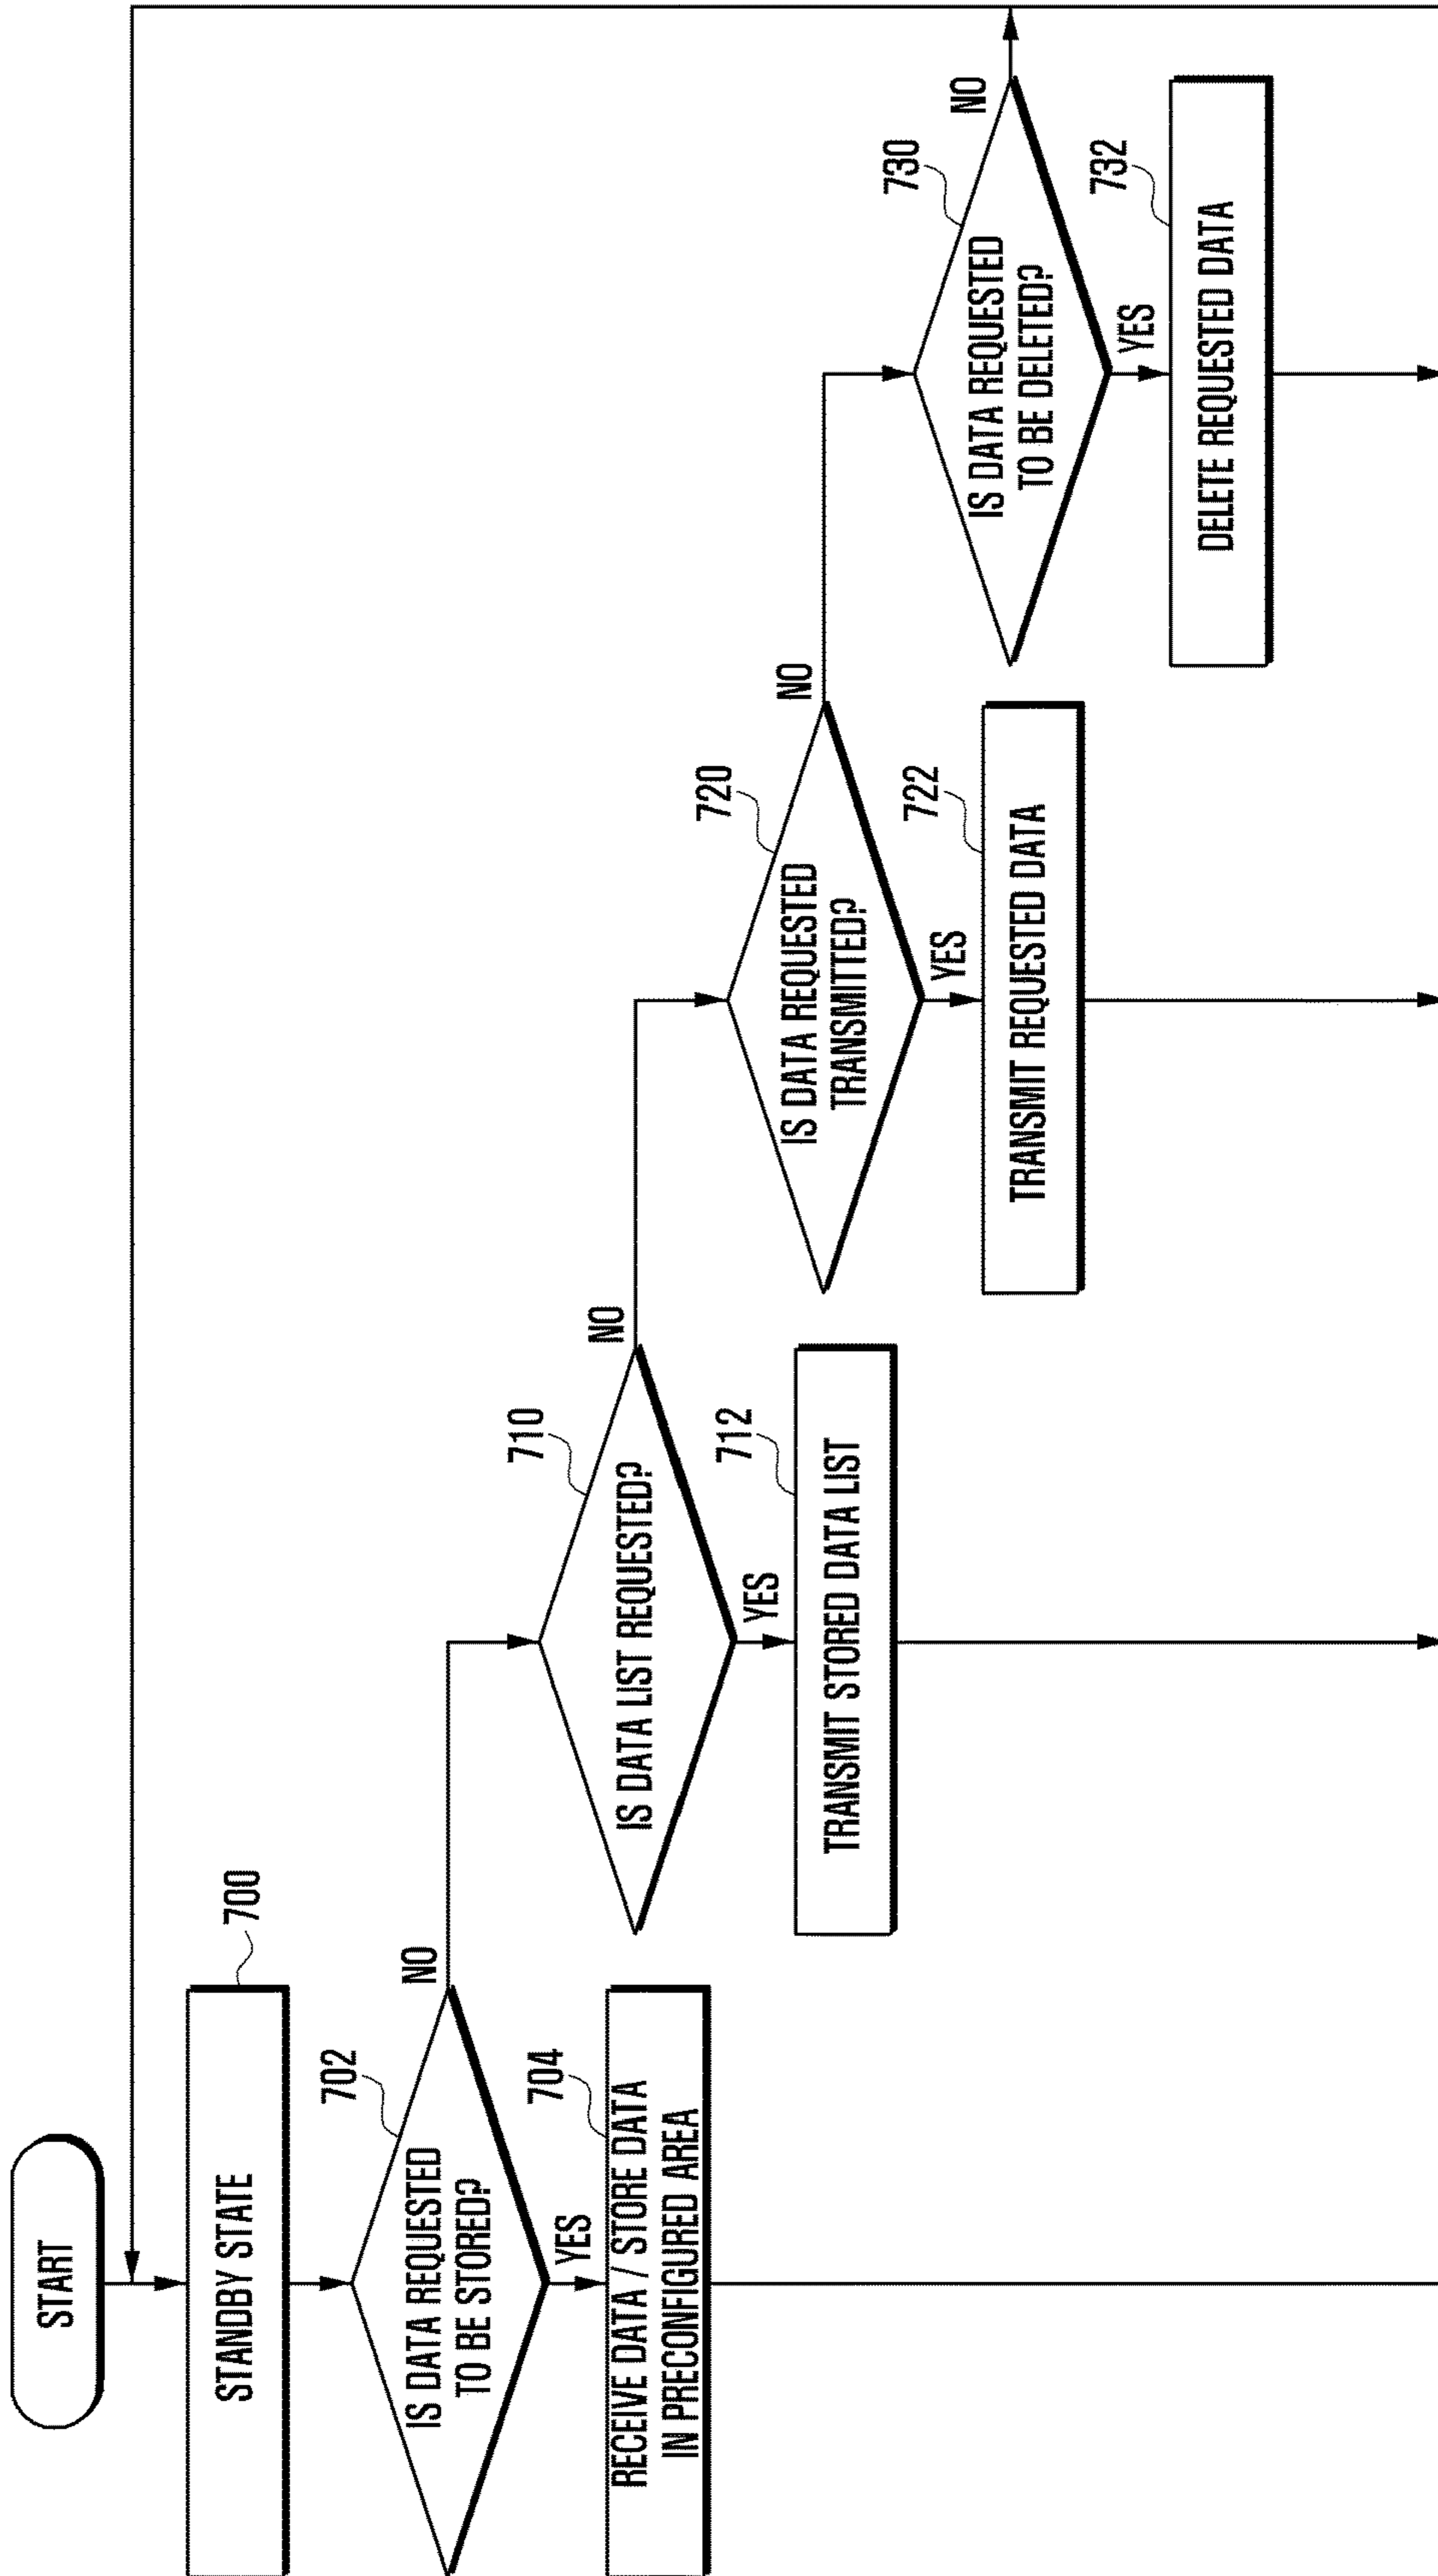 START
STANDBY STATE
700
IS DATA REQUESTED
TO BE STORED?
702
NO
YES
RECEIVE DATA / STORE DATA
IN PRECONFIGURED AREA
704
IS DATA LIST REQUESTED?
710
NO
YES
TRANSMIT STORED DATA LIST
712
IS DATA REQUESTED
TRANSMITTED?
720
NO
YES
TRANSMIT REQUESTED DATA
722
IS DATA REQUESTED
TO BE DELETED?
730
NO
YES
DELETE REQUESTED DATA
732